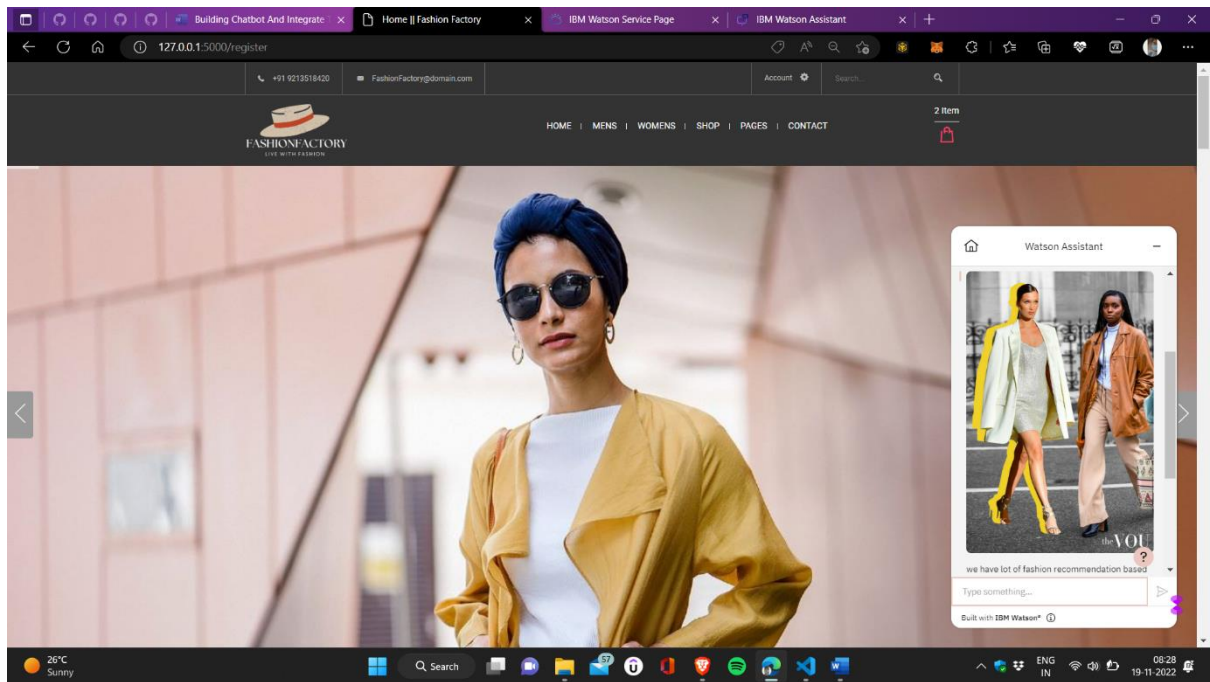 Building Chatbot And Integrate
Home || Fashion Factory
IBM Watson Service Page
IBM Watson Assistant
127.0.0.1:5000/register
+91 9213518420
FashionFactory@domain.com
Account
Search...
FASHIONFACTORY
LIVE WITH FASHION
HOME | MENS | WOMENS | SHOP | PAGES | CONTACT
2 Item
Watson Assistant
the VOU
?
we have lot of fashion recommendation based
Type something...
Built with IBM Watson®
26°C
Sunny
Search
57
ENG
IN
08:28
19-11-2022